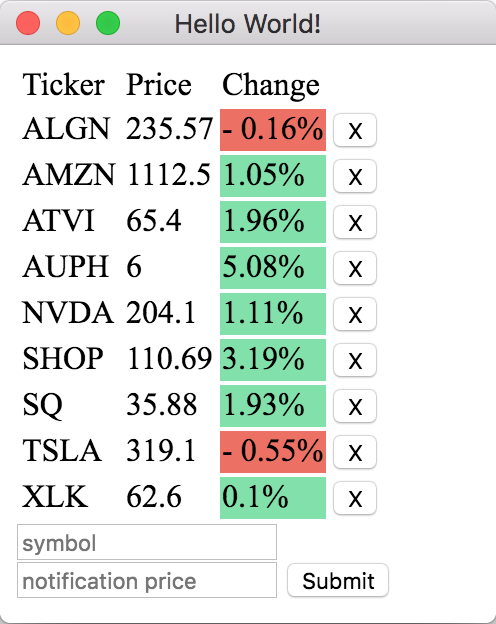 Hello World!
Ticker Price Change
ALGN 235.57 - 0.16% x
AMZN 1112.5 1.05% x
ATVI 65.4 1.96% x
AUPH 6 5.08% x
NVDA 204.1 1.11% x
SHOP 110.69 3.19% x
SQ 35.88 1.93% x
TSLA 319.1 - 0.55% x
XLK 62.6 0.1% x
symbol
notification price Submit